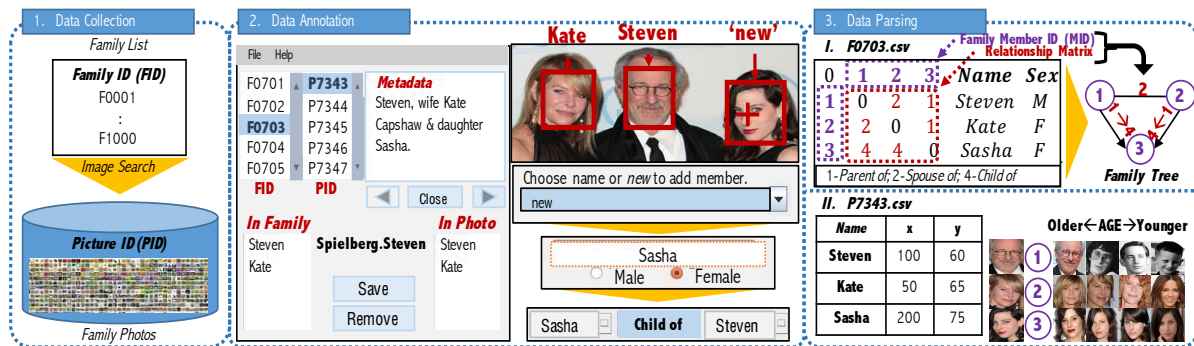 1. Data Collection
Family List
Family ID (FID)
F0001
:
F1000
Image Search
Picture ID (PID)
Family Photos
2. Data Annotation
File Help
F0701 P7343
F0702 P7344
F0703 P7345
F0704 P7346
F0705 P7347
FID PID
Metadata
Steven, wife Kate
Capshaw & daughter
Sasha.
Close
In Family
Steven
Kate
Spielberg.Steven
Save
Remove
In Photo
Steven
Kate
Kate Steven ‘new’
Choose name or new to add member.
new
Sasha
Male Female
Sasha Child of Steven
3. Data Parsing
Family Member ID (MID)
Relationship Matrix
I. F0703.csv
0 1 2 3 Name Sex
1 0 2 1 Steven M
2 2 0 1 Kate F
3 4 4 0 Sasha F
1-Parent of; 2-Spouse of; 4-Child of
1 2 2
1 4 1 4
3
Family Tree
II. P7343.csv
Name x y
Steven 100 60
Kate 50 65
Sasha 200 75
Older←AGE→Younger
1
2
3